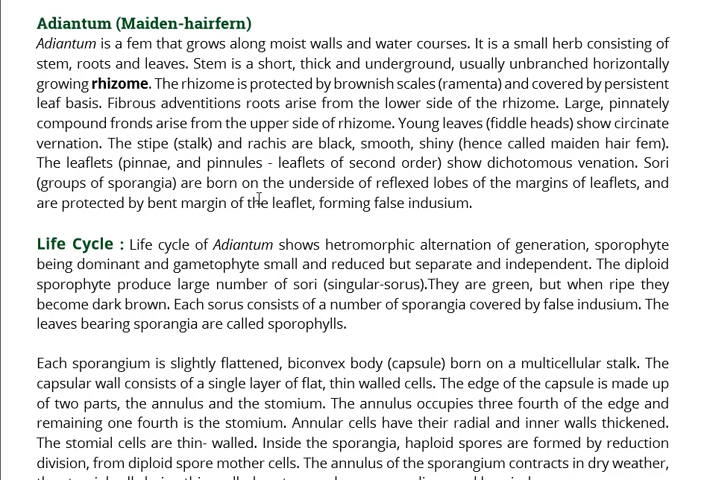 Adiantum (Maiden-hairfern)
Adiantum is a fem that grows along moist walls and water courses. It is a small herb consisting of
stem, roots and leaves. Stem is a short, thick and underground, usually unbranched horizontally
growing rhizome. The rhizome is protected by brownish scales (ramenta) and covered by persistent
leaf basis. Fibrous adventitions roots arise from the lower side of the rhizome. Large, pinnately
compound fronds arise from the upper side of rhizome. Young leaves (fiddle heads) show circinate
vernation. The stipe (stalk) and rachis are black, smooth, shiny (hence called maiden hair fem).
The leaflets (pinnae, and pinnules - leaflets of second order) show dichotomous venation. Sori
(groups of sporangia) are born on the underside of reflexed lobes of the margins of leaflets, and
are protected by bent margin of the leaflet, forming false indusium.
Life Cycle : Life cycle of Adiantum shows hetromorphic alternation of generation, sporophyte
being dominant and gametophyte small and reduced but separate and independent. The diploid
sporophyte produce large number of sori (singular-sorus).They are green, but when ripe they
become dark brown. Each sorus consists of a number of sporangia covered by false indusium. The
leaves bearing sporangia are called sporophylls.
Each sporangium is slightly flattened, biconvex body (capsule) born on a multicellular stalk. The
capsular wall consists of a single layer of flat, thin walled cells. The edge of the capsule is made up
of two parts, the annulus and the stomium. The annulus occupies three fourth of the edge and
remaining one fourth is the stomium. Annular cells have their radial and inner walls thickened.
The stomial cells are thin- walled. Inside the sporangia, haploid spores are formed by reduction
division, from diploid spore mother cells. The annulus of the sporangium contracts in dry weather,